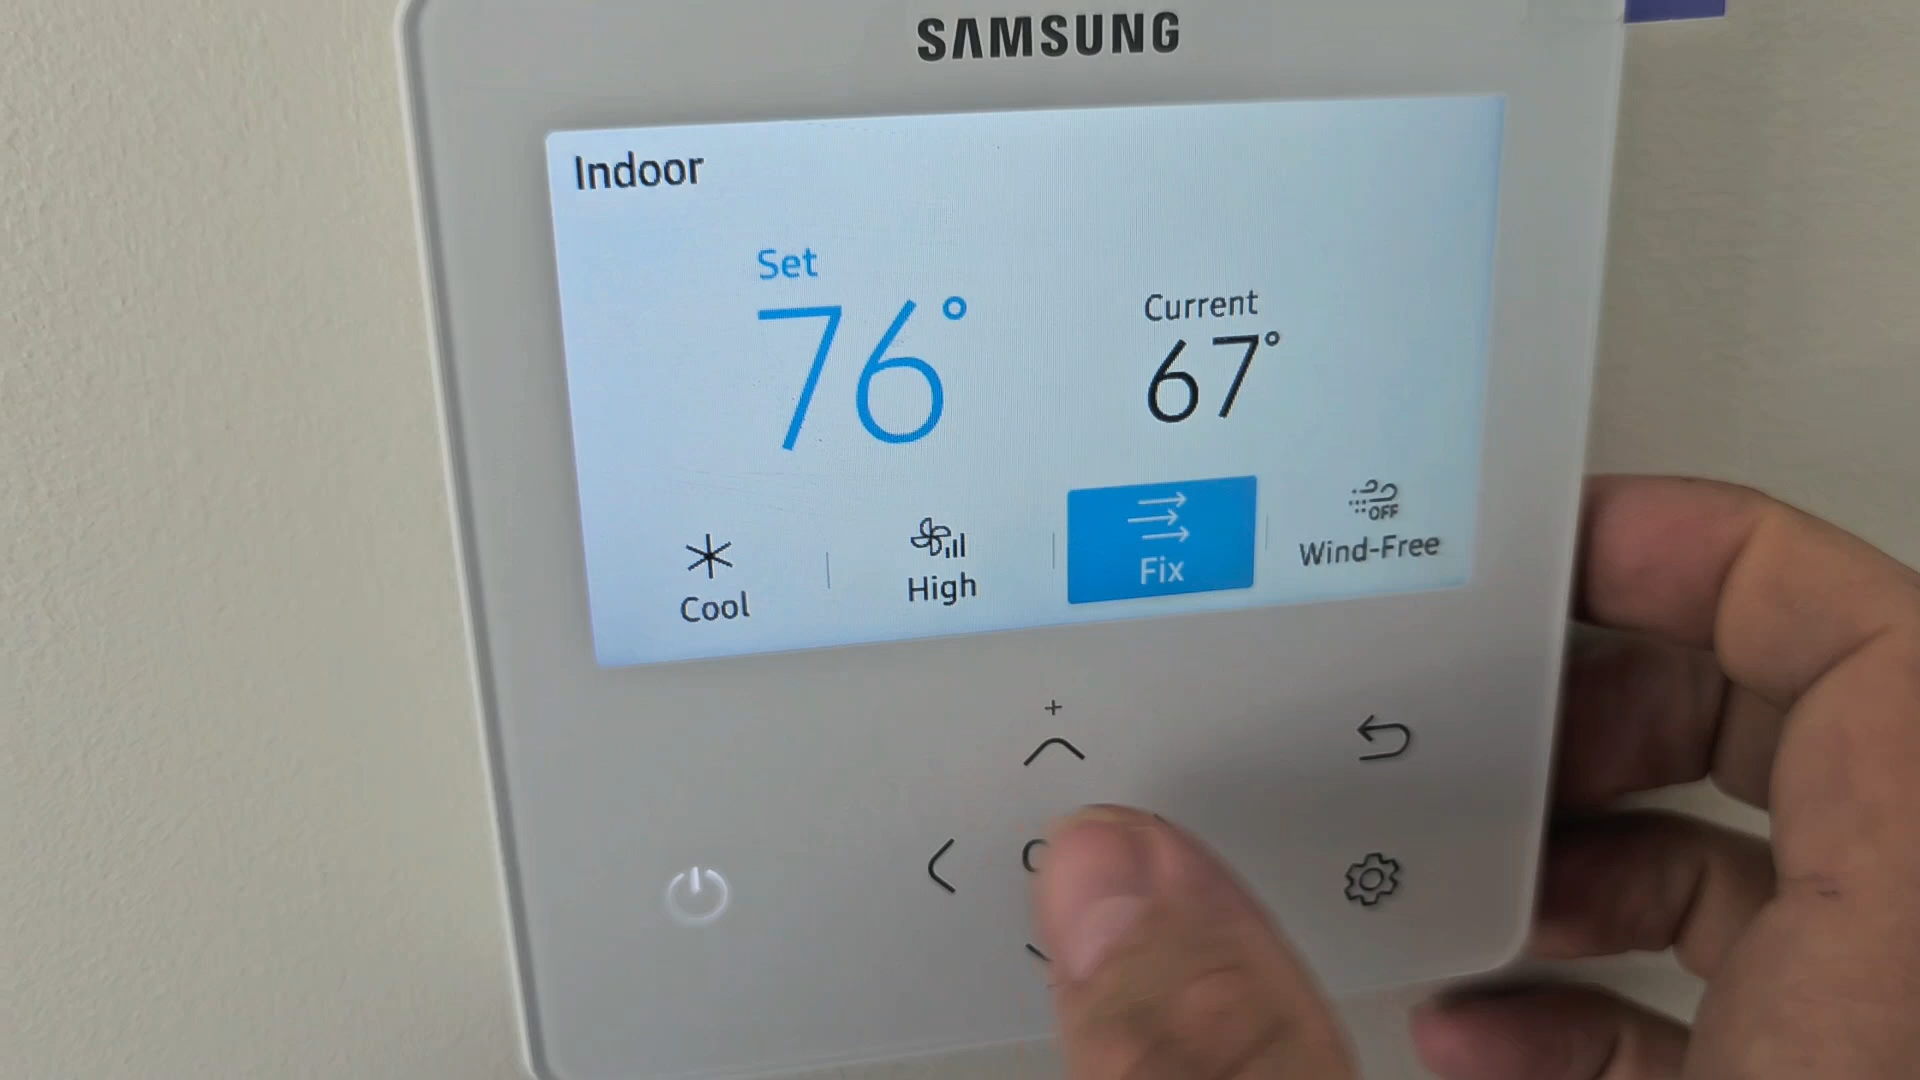 SAMSUNG
Indoor
Set
76°
Current
67°
Cool
High
Fix
OFF
Wind-Free
+